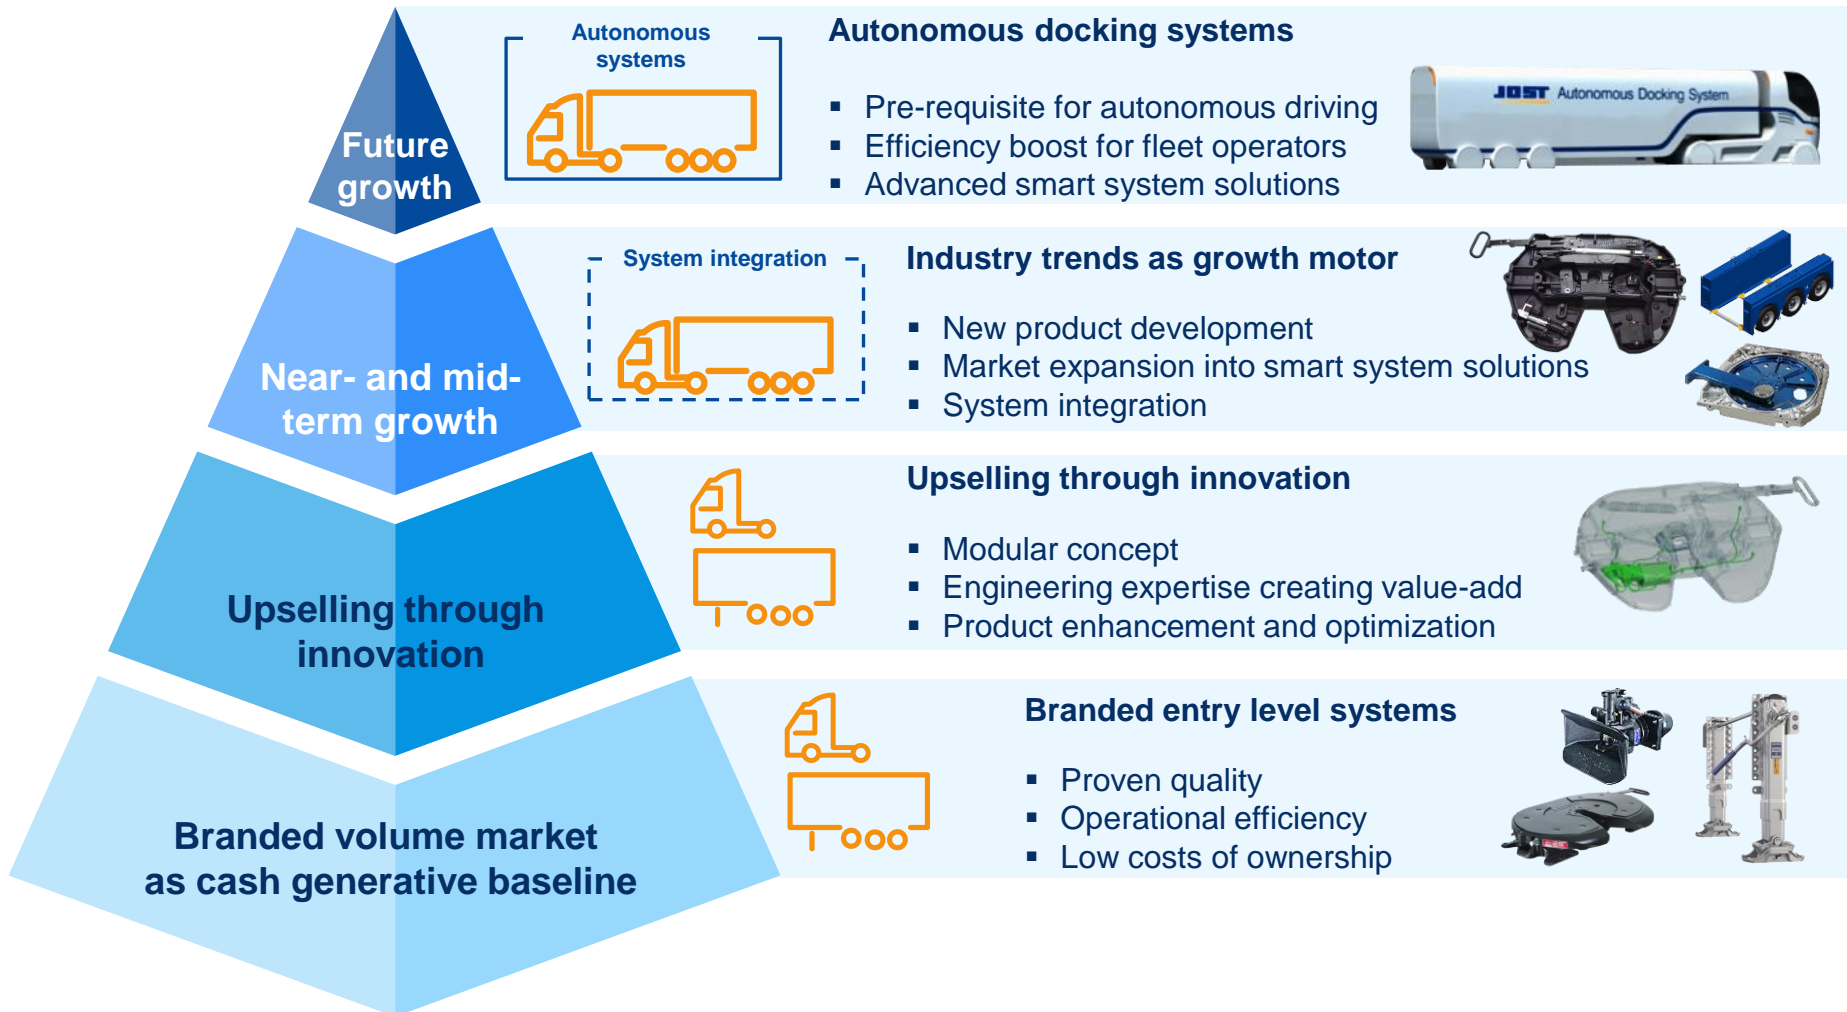 Future
growth
Autonomous
systems
Autonomous docking systems
▪ Pre-requisite for autonomous driving
▪ Efficiency boost for fleet operators
▪ Advanced smart system solutions
JOST Autonomous Docking System
Near- and mid-
term growth
System integration
Industry trends as growth motor
▪ New product development
▪ Market expansion into smart system solutions
▪ System integration
Upselling through
innovation
Upselling through innovation
▪ Modular concept
▪ Engineering expertise creating value-add
▪ Product enhancement and optimization
Branded volume market
as cash generative baseline
Branded entry level systems
▪ Proven quality
▪ Operational efficiency
▪ Low costs of ownership